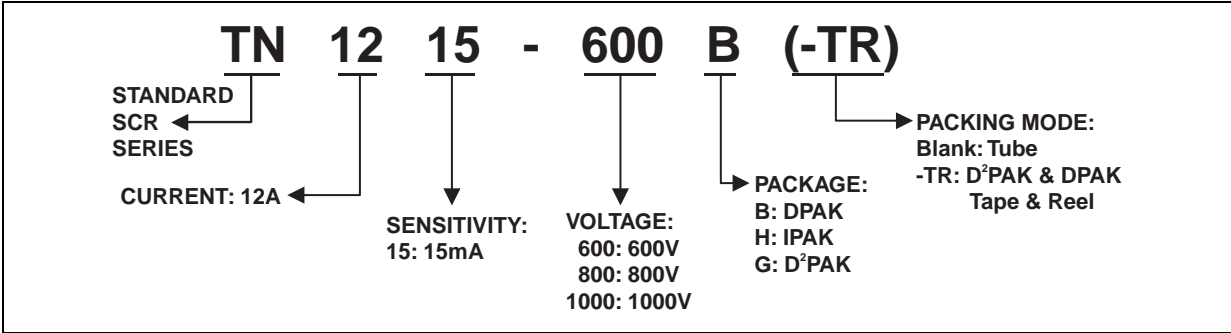 TN 12 15 - 600 B (-TR)
STANDARD
SCR
SERIES
CURRENT: 12A
SENSITIVITY:
15: 15mA
VOLTAGE:
600: 600V
800: 800V
1000: 1000V
PACKAGE:
B: DPAK
H: IPAK
G: D²PAK
PACKING MODE:
Blank: Tube
-TR: D²PAK & DPAK
Tape & Reel